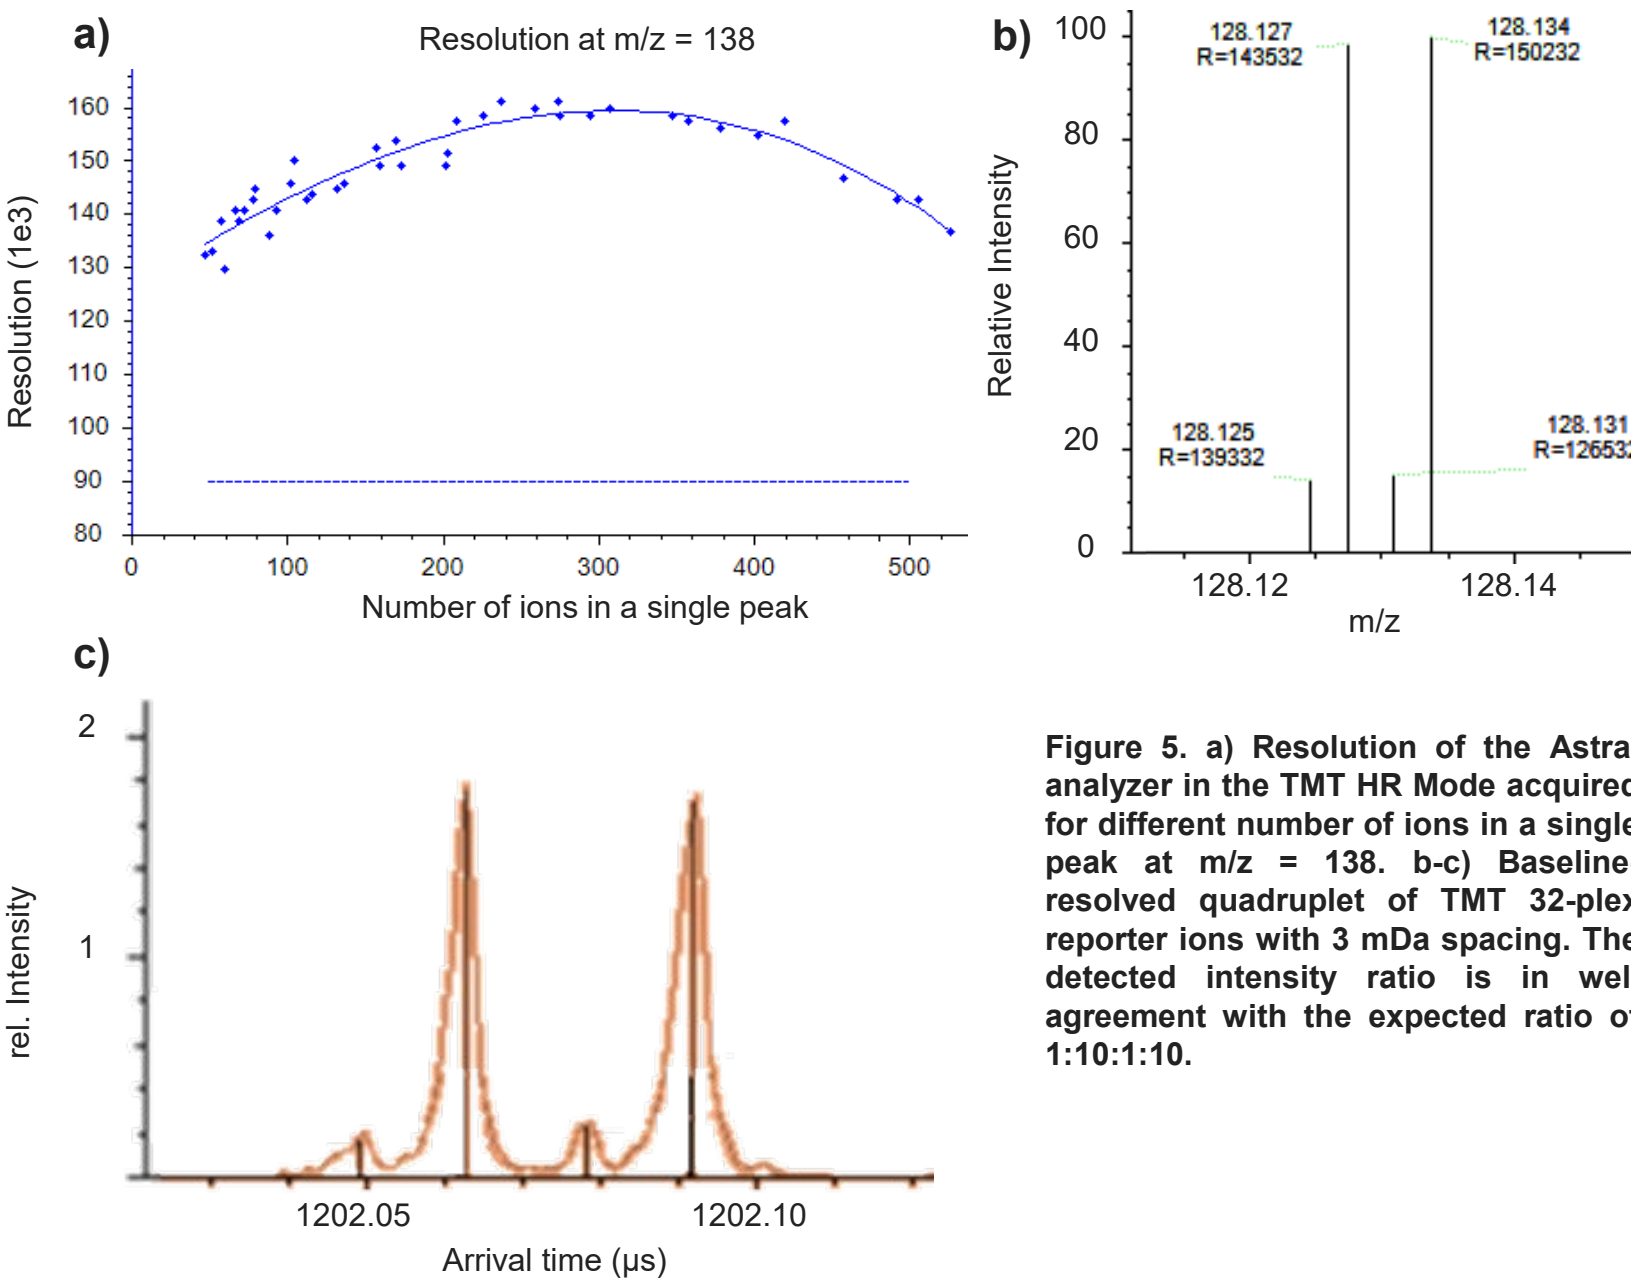 a)
Resolution at m/z = 138
Resolution (1e3)
160
150
140
130
120
110
100
90
80
0 100 200 300 400 500
Number of ions in a single peak
b)
Relative Intensity
100
80
60
40
20
0
128.127
R=143532
128.134
R=150232
128.125
R=139332
128.131
R=126532
128.12 128.14
m/z
c)
rel. Intensity
2
1
1202.05 1202.10
Arrival time (µs)
Figure 5. a) Resolution of the Astra
analyzer in the TMT HR Mode acquired
for different number of ions in a single
peak at m/z = 138. b-c) Baseline
resolved quadruplet of TMT 32-plex
reporter ions with 3 mDa spacing. The
detected intensity ratio is in wel
agreement with the expected ratio of
1:10:1:10.